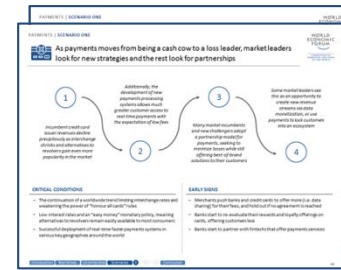 PAYMENTS | SCENARIO ONE
WORLD
ECONOMIC
FORUM
PAYMENTS | SCENARIO ONE
WORLD
ECONOMIC
FORUM
As payments moves from being a cash cow to a loss leader, market leaders
look for new strategies and the rest look for partnerships
1
Incumbent credit card
issuer revenues decline
precipitously as interchange
shrinks and alternatives to
revolvers gain ever more
popularity in the market
Additionally, the
development of new
payments processing
systems allows much
greater customer access to
real-time payments with
the expectation of low fees
2
3
Many market incumbents
and new challengers adopt
a partnership model for
payments, seeking to
minimize losses while still
offering best-of-brand
solutions to their customers
Some market leaders see
this as an opportunity to
create new revenue
streams via data
monetization, or use
payments to lock customers
into an ecosystem
4
CRITICAL CONDITIONS
• The continuation of a worldwide trend limiting interchange rates and
weakening the power of "honour all cards" rules
• Low-interest rates and an "easy money" monetary policy, meaning
alternatives to revolvers remain easily available to most consumers
• Successful deployment of real-time faster payments systems in
various key geographies around the world
EARLY SIGNS
• Merchants push banks and credit cards to offer more (i.e. data
sharing) for their fees, and hold out if no agreement is reached
• Banks start to re-evaluate their rewards and loyalty offerings on
cards, offering customers less
• Banks start to partner with fintechs that offer payments services